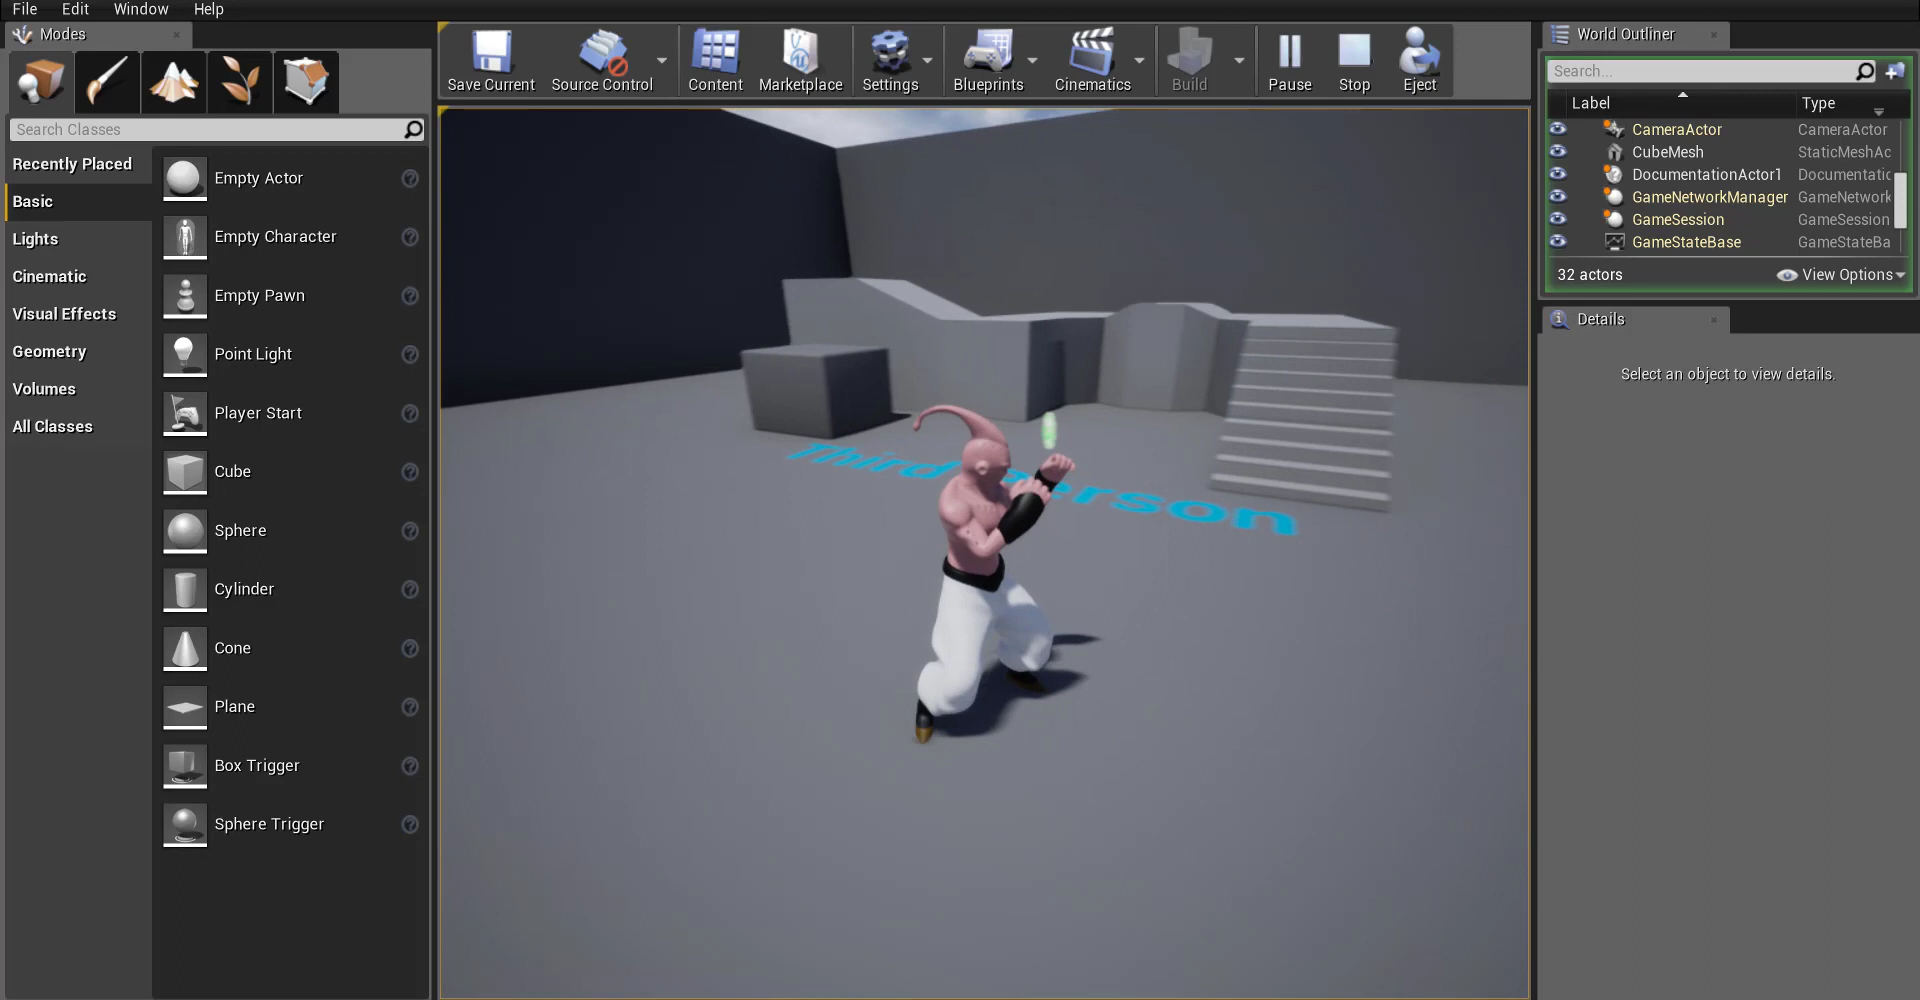 File Edit Window Help
Modes
Save Current Source Control Content Marketplace Settings Blueprints Cinematics Build Pause Stop Eject
World Outliner
Search...
Label Type
Search Classes
Recently Placed
Basic
Lights
Cinematic
Visual Effects
Geometry
Volumes
All Classes
Empty Actor
Empty Character
Empty Pawn
Point Light
Player Start
Cube
Sphere
Cylinder
Cone
Plane
Box Trigger
Sphere Trigger
Third erson
CameraActor CameraActor
CubeMesh StaticMeshAc
DocumentationActor1 Documentatic
GameNetworkManager GameNetwork
GameSession GameSession
GameStateBase GameStateBa
32 actors View Options
Details
Select an object to view details.